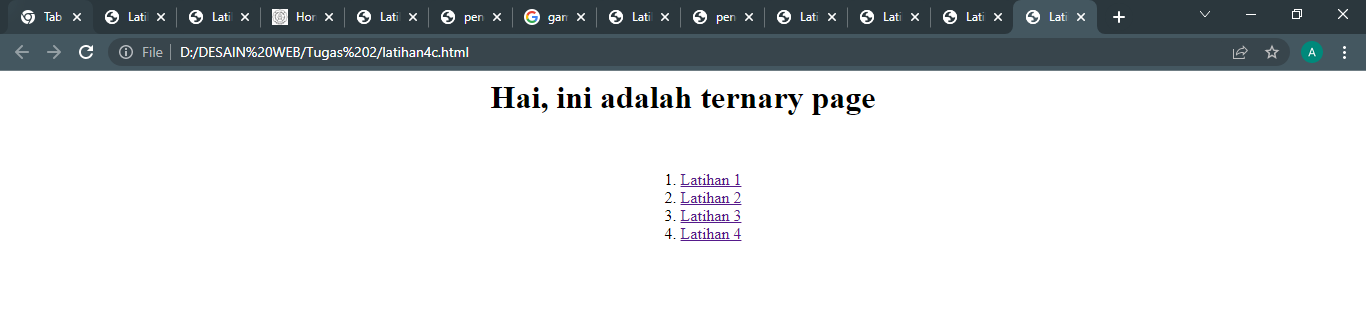 Tab Lati Lati Hor Lati pen gam Lati pen Lati Lati Lati Lati
File D:/DESAIN%20WEB/Tugas%202/latihan4c.html A
Hai, ini adalah ternary page
1. Latihan 1
2. Latihan 2
3. Latihan 3
4. Latihan 4